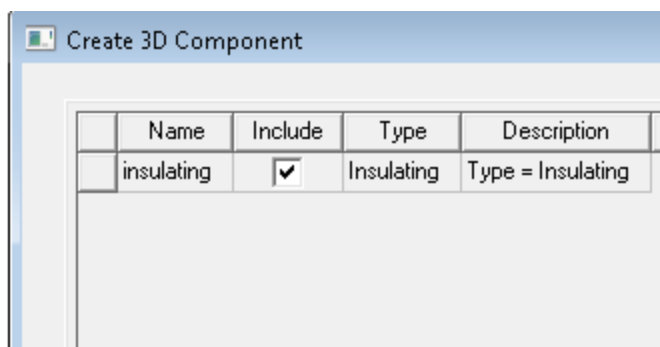 Create 3D Component
Name Include Type Description
insulating Insulating Type = Insulating